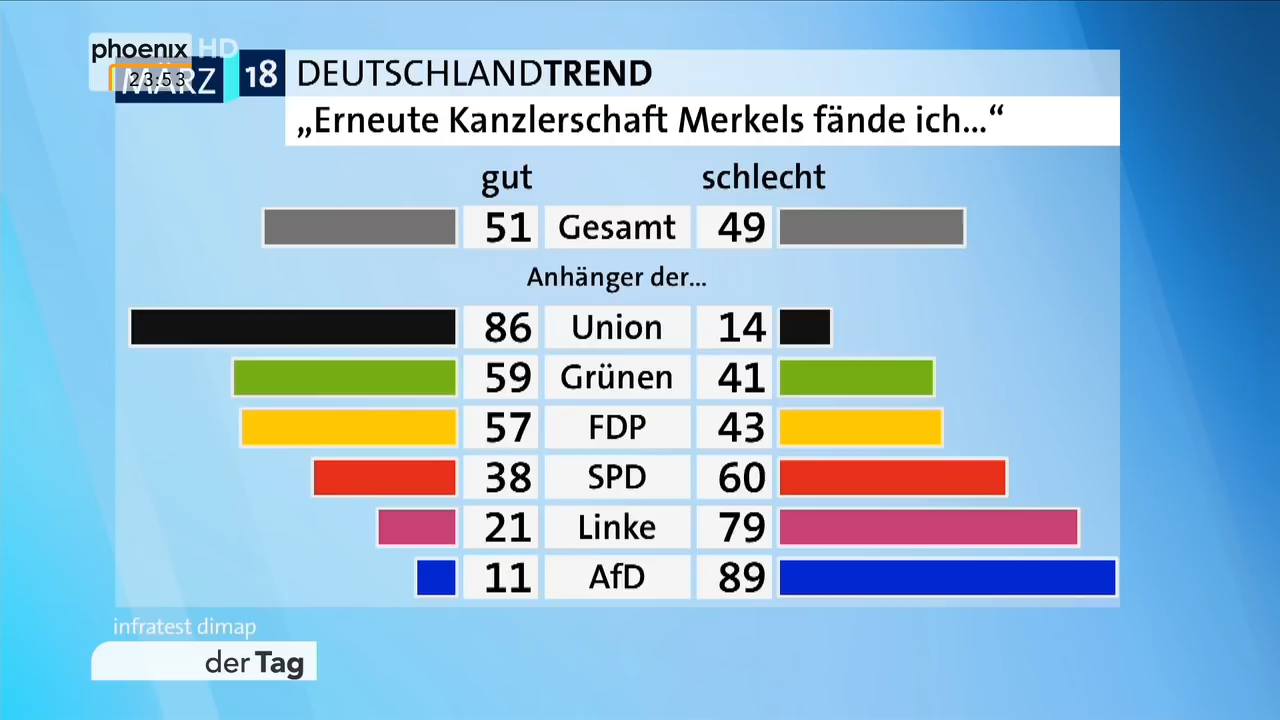 phoenix HD
23:53
MÄRZ 18 DEUTSCHLANDTREND
„Erneute Kanzlerschaft Merkels fände ich...“
gut schlecht
51 Gesamt 49
Anhänger der...
86 Union 14
59 Grünen 41
57 FDP 43
38 SPD 60
21 Linke 79
11 AfD 89
infratest dimap
der Tag